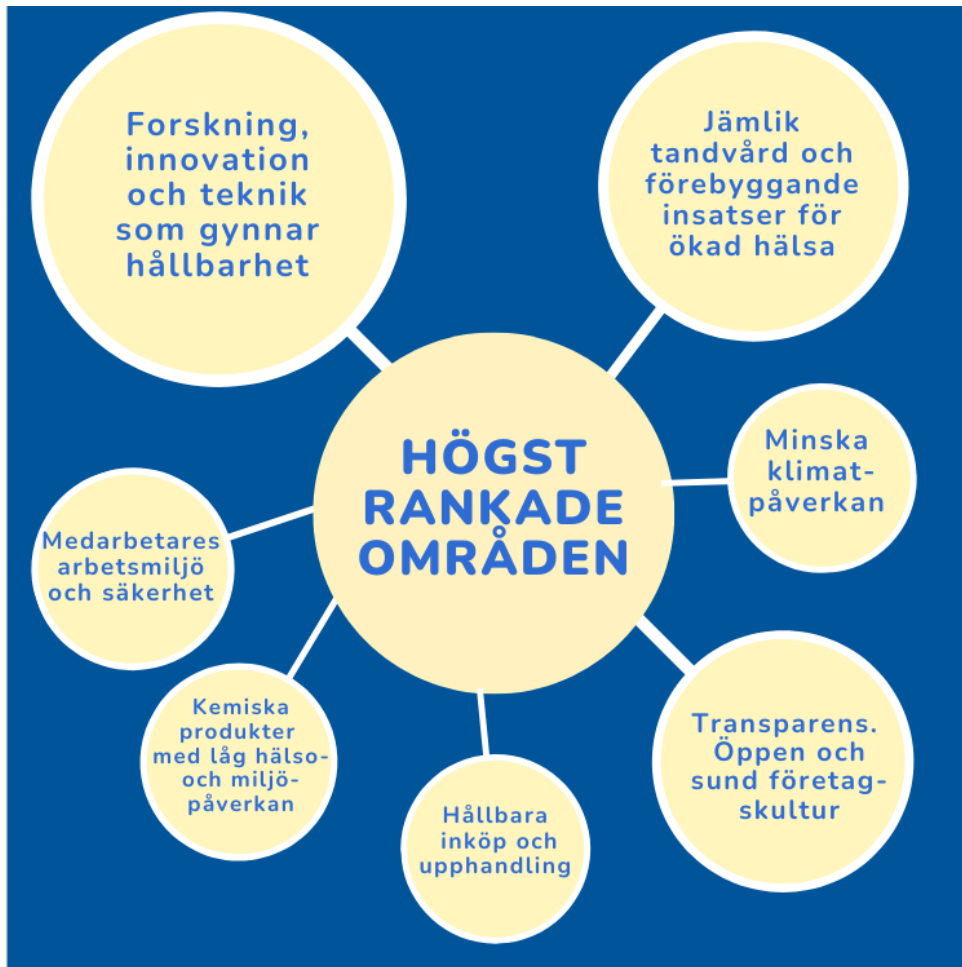 Forskning,
innovation
och teknik
som gynnar
hållbarhet
Jämlik
tandvård och
förebyggande
insatser för
ökad hälsa
HÖGST
RANKADE
OMRÅDEN
Minska
klimat-
påverkan
Medarbetares
arbetsmiljö
och säkerhet
Kemiska
produkter
med låg hälso-
och miljö-
påverkan
Hållbara
inköp och
upphandling
Transparens.
Öppen och
sund företag-
skultur